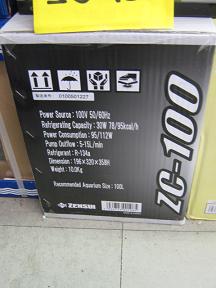 0100501227
Power Source : 100V 50/60Hz
Refrigerating Capacity : 30W 78/95kcal/h
Power Consumption : 95/112W
Pump Outflow : 5-15L/min
Refrigerant : R-134a
Dimension : 196×320×358H
Weight : 10.0Kg
Recommended Aquarium Size : 100L
ZENSUI
ZC-100